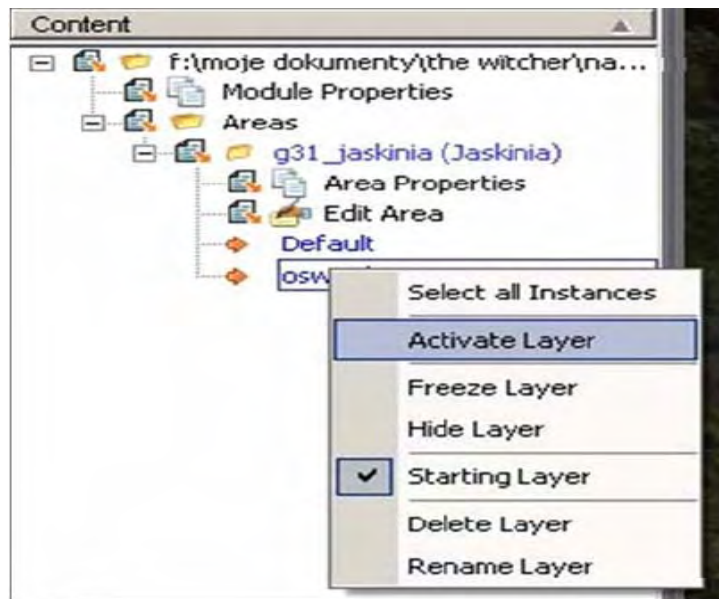 Content
f:\moje dokumenty\the witcher\na...
Module Properties
Areas
g31_jaskinia (Jaskinia)
Area Properties
Edit Area
Default
Select all Instances
Activate Layer
Freeze Layer
Hide Layer
Starting Layer
Delete Layer
Rename Layer